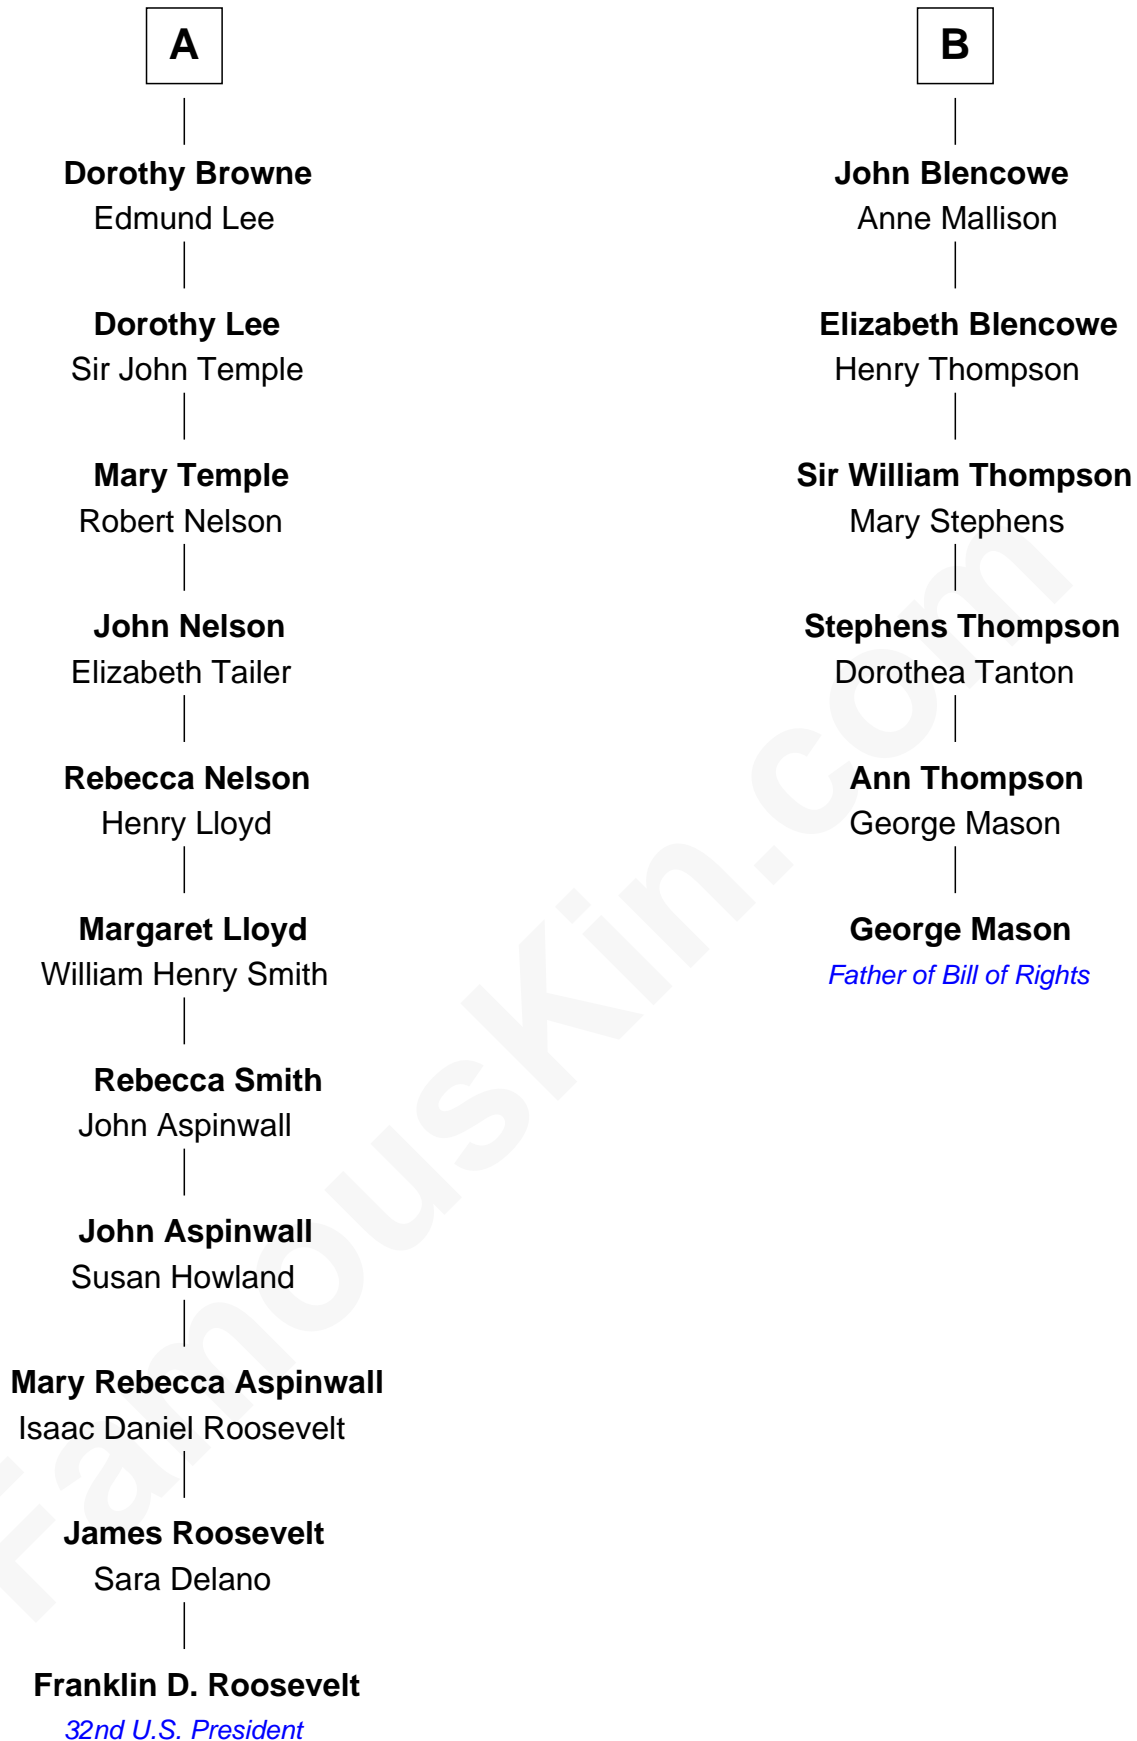 A
Dorothy Browne
Edmund Lee
Dorothy Lee
Sir John Temple
Mary Temple
Robert Nelson
John Nelson
Elizabeth Tailer
Rebecca Nelson
Henry Lloyd
Margaret Lloyd
William Henry Smith
Rebecca Smith
John Aspinwall
John Aspinwall
Susan Howland
Mary Rebecca Aspinwall
Isaac Daniel Roosevelt
James Roosevelt
Sara Delano
Franklin D. Roosevelt
32nd U.S. President
B
John Blencowe
Anne Mallison
Elizabeth Blencowe
Henry Thompson
Sir William Thompson
Mary Stephens
Stephens Thompson
Dorothea Tanton
Ann Thompson
George Mason
George Mason
Father of Bill of Rights
FamousKin.com